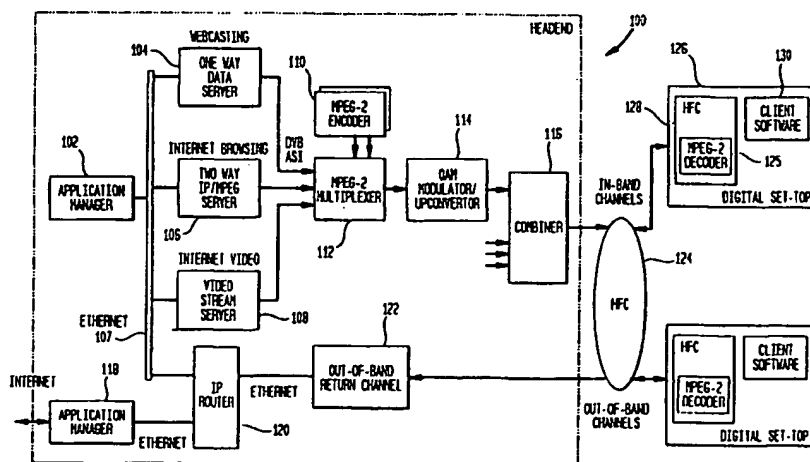 HEADEND
100
WEBCASTING
104
ONE WAY
DATA
SERVER
110
MPEG-2
ENCODER
DVB
ASI
114
116
126
130
128
HFC
CLIENT
SOFTWARE
MPEG-2
DECODER
125
DIGITAL SET-TOP
102
APPLICATION
MANAGER
INTERNET BROWSING
TWO WAY
IP/MPEG
SERVER
106
MPEG-2
MULTIPLEXER
112
QAM
MODULATOR/
UPCONVERTOR
COMBINER
IN-BAND
CHANNELS
124
HFC
INTERNET VIDEO
VIDEO
STREAM
SERVER
108
ETHERNET
107
122
OUT-OF-BAND
RETURN CHANNEL
INTERNET
118
APPLICATION
MANAGER
ETHERNET
IP
ROUTER
120
ETHERNET
OUT-OF-BAND
CHANNELS
HFC
CLIENT
SOFTWARE
MPEG-2
DECODER
DIGITAL SET-TOP